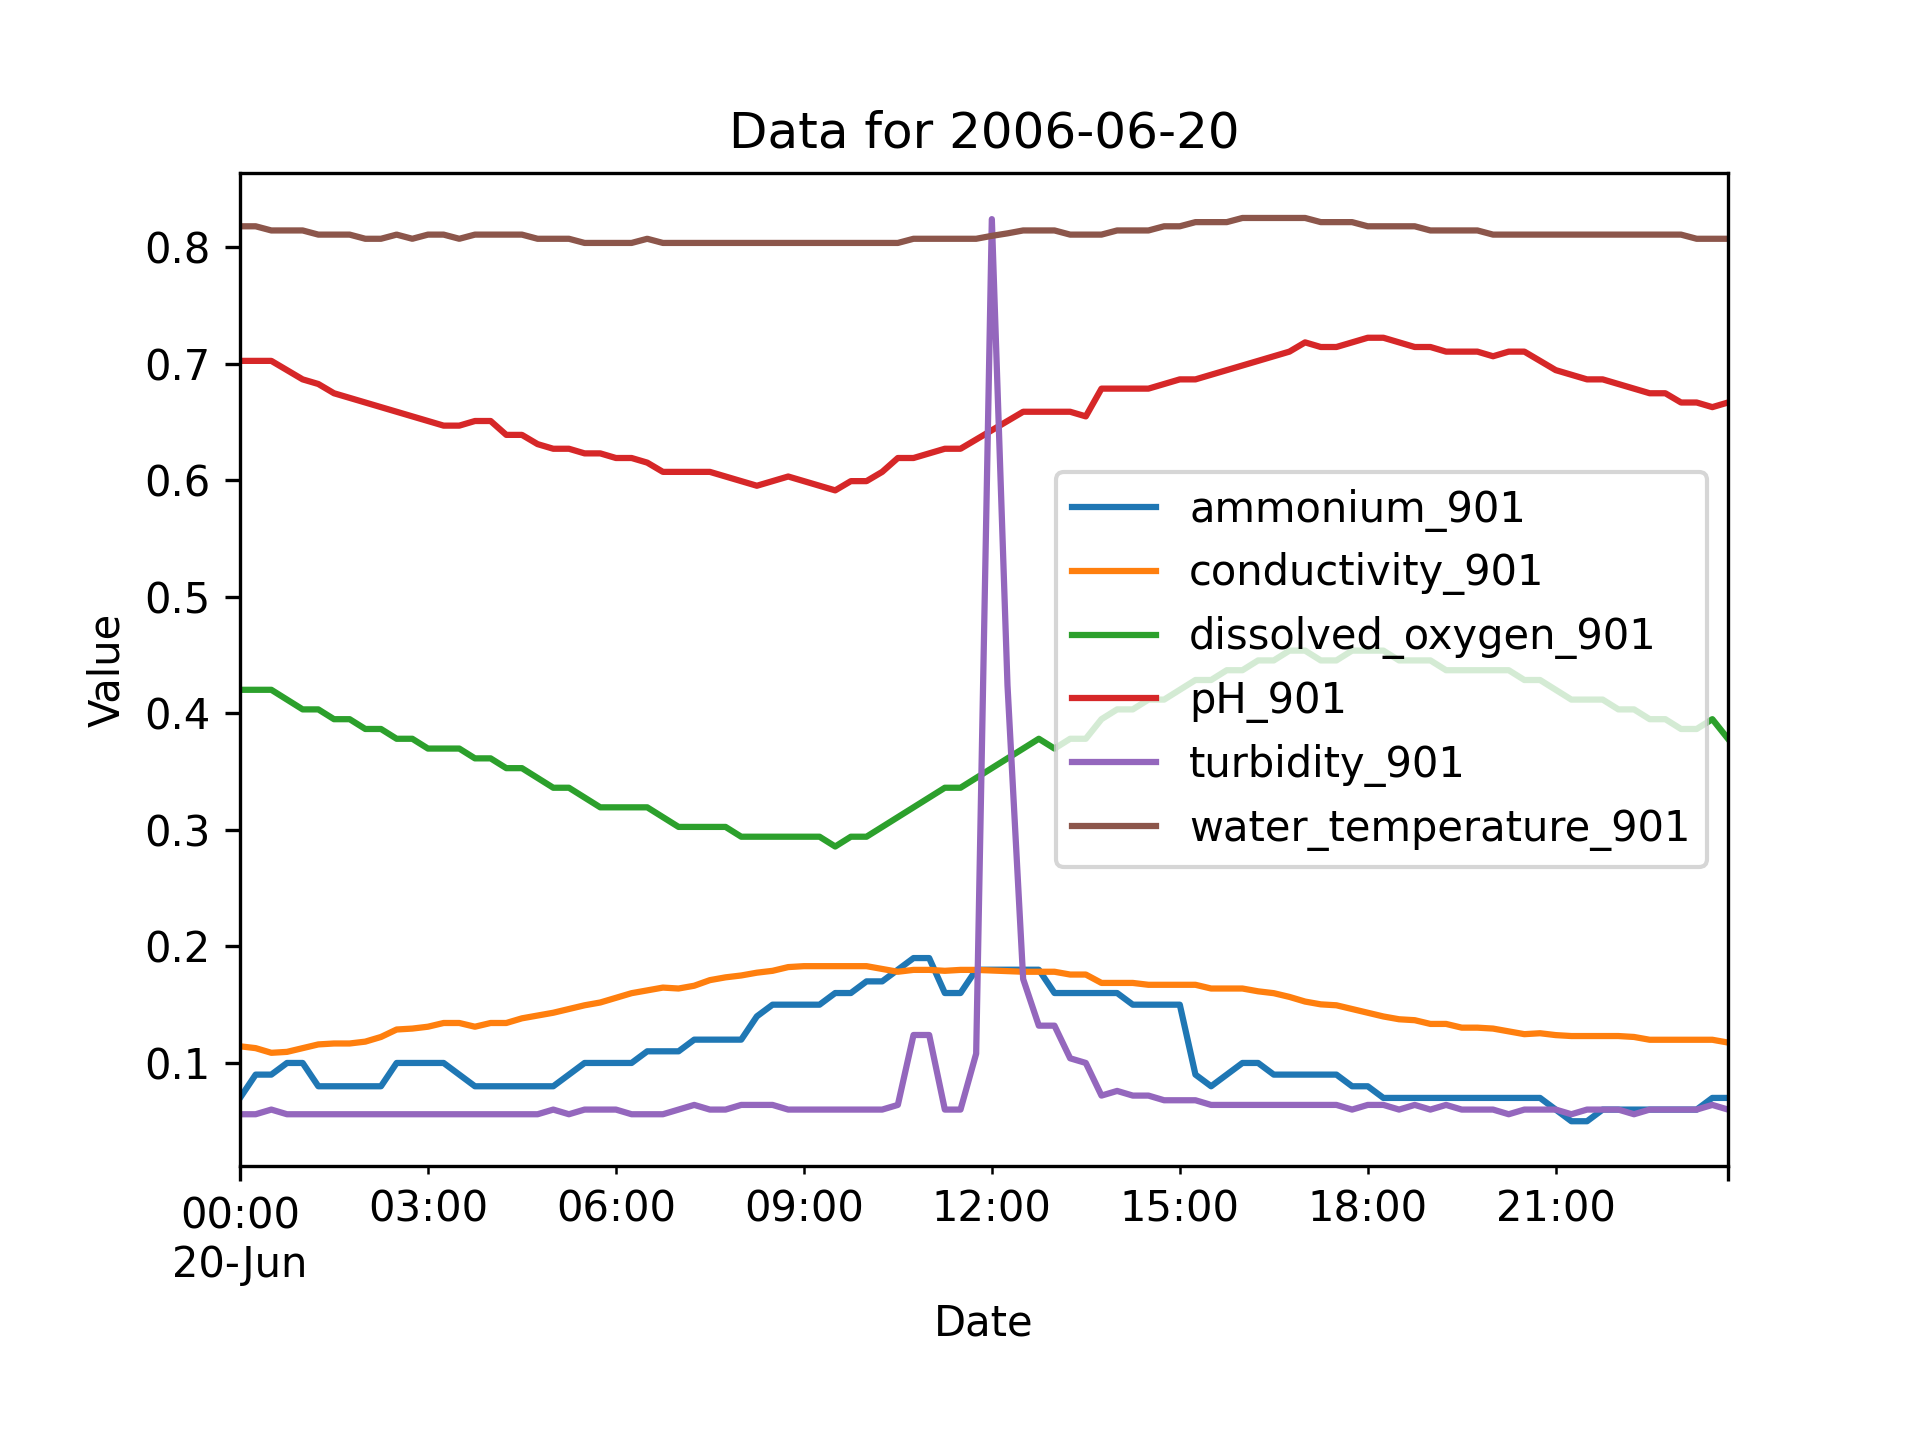 Data for 2006-06-20
Value
0.8
0.7
0.6
0.5
0.4
0.3
0.2
0.1
ammonium_901
conductivity_901
dissolved_oxygen_901
pH_901
turbidity_901
water_temperature_901
00:00 03:00 06:00 09:00 12:00 15:00 18:00 21:00
20-Jun
Date